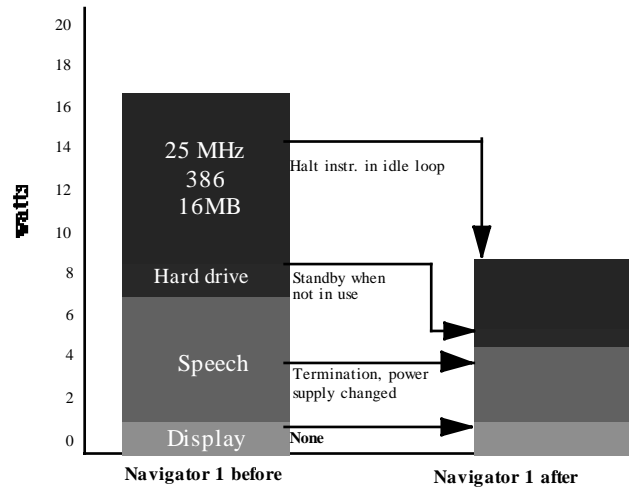 20
18
16
14
12
10
8
6
4
2
0
Watts
25 MHz
386
16MB
Hard drive
Speech
Display
Halt instr. in idle loop
Standby when
not in use
Termination, power
supply changed
None
Navigator 1 before
Navigator 1 after